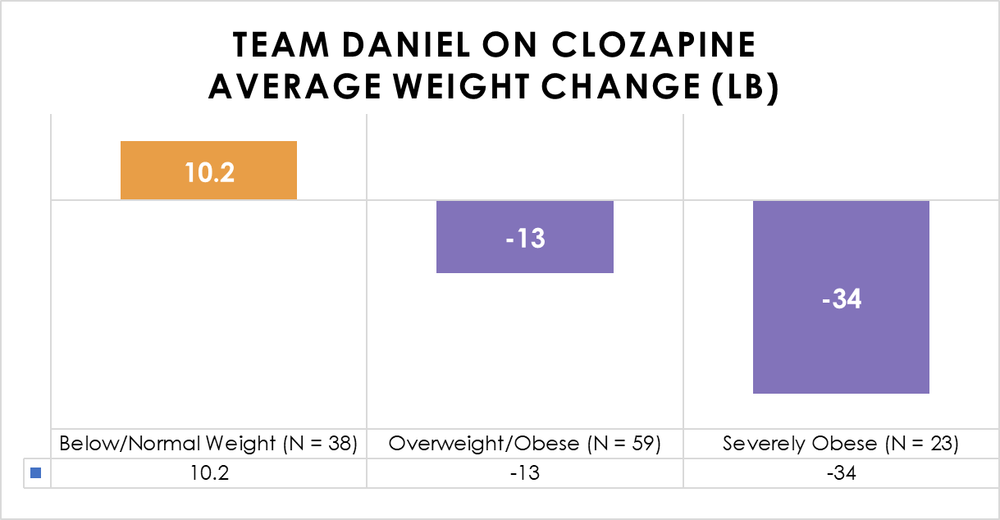 TEAM DANIEL ON CLOZAPINE
AVERAGE WEIGHT CHANGE (LB)
10.2
-13
-34
Below/Normal Weight (N = 38) Overweight/Obese (N = 59) Severely Obese (N = 23)
10.2 -13 -34